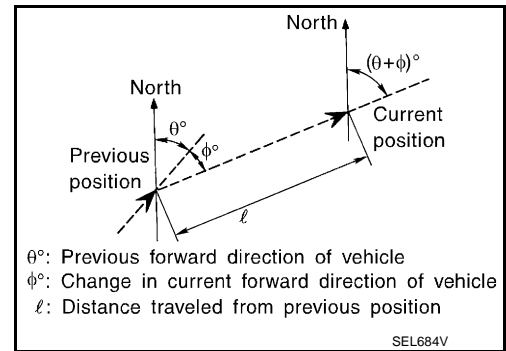 North
(θ+ϕ)°
North
θ°
ϕ°
Current
position
Previous
position
ℓ
θ°: Previous forward direction of vehicle
ϕ°: Change in current forward direction of vehicle
ℓ: Distance traveled from previous position
SEL684V